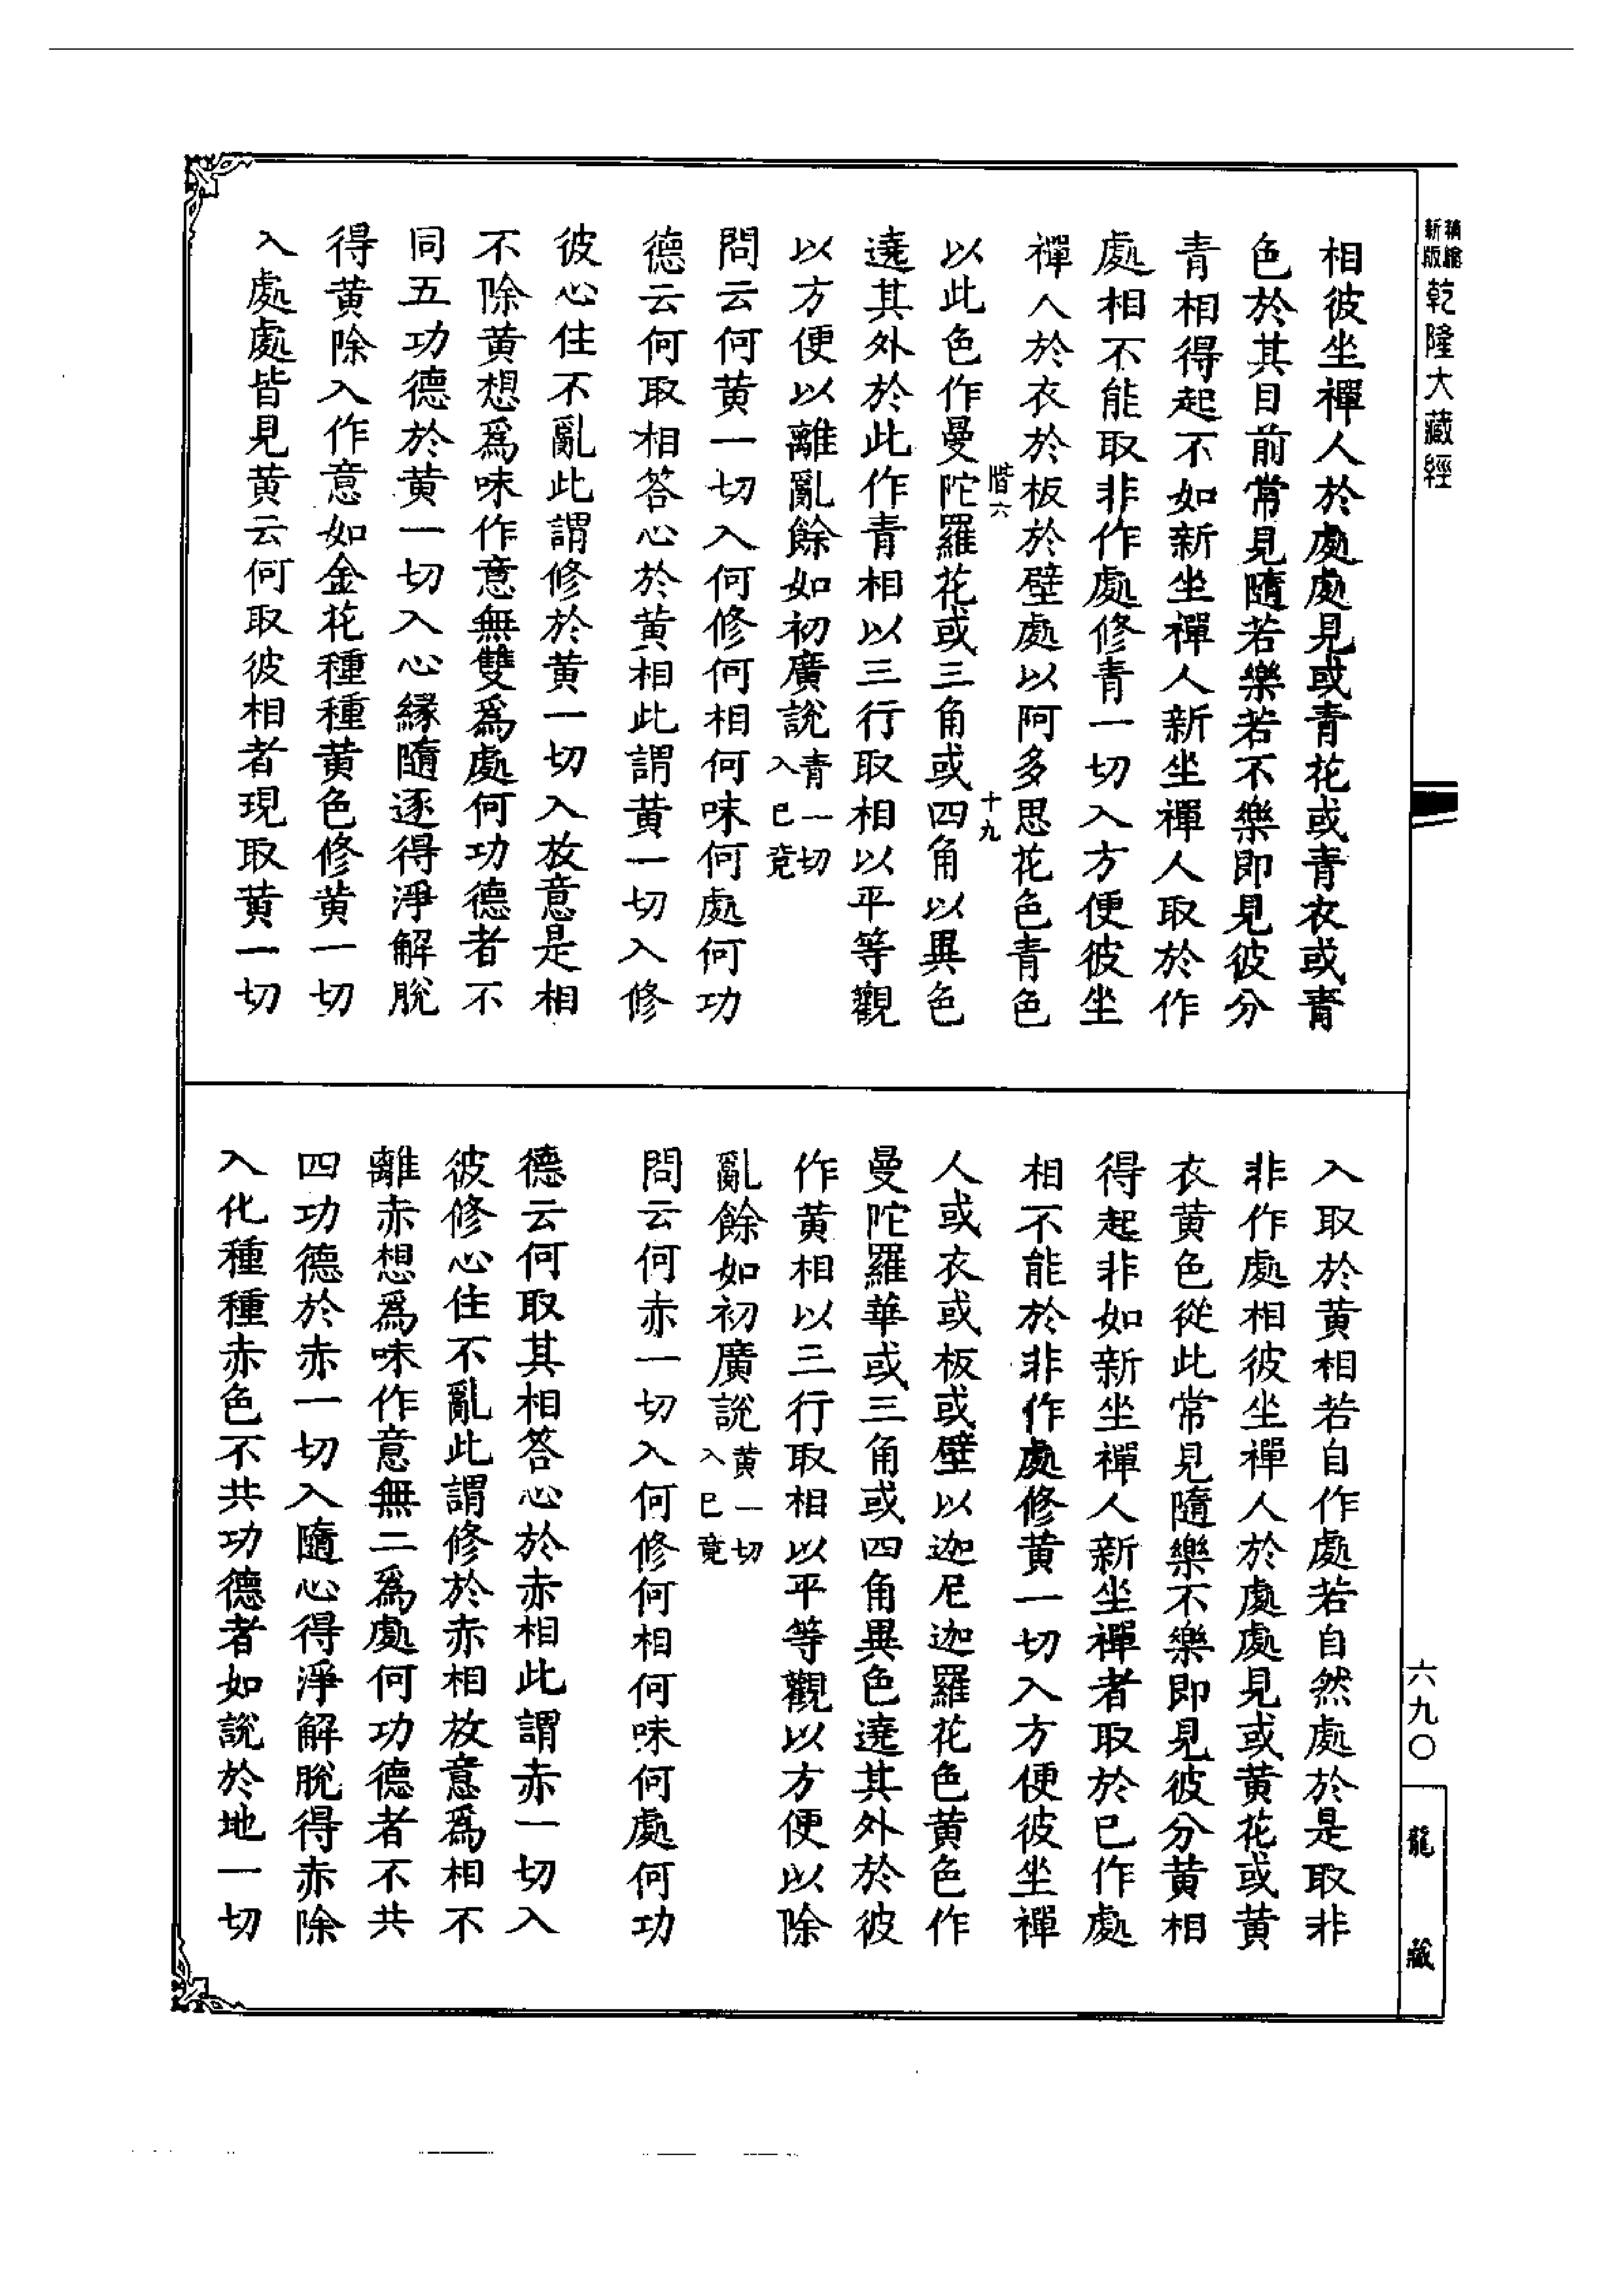 新版
精縮
乾隆大藏經
相彼坐禪人於處處見或青花或青衣或青
色於其目前常見隨若樂若不樂即見彼分
青相得起不如新坐禪人新坐禪人取於作
處相不能取非作處修青一切入方便彼坐
禪人於衣於板於壁處以阿多思花色青色
階六
十九
以此色作曼陀羅花或三角或四角以異色
遶其外於此作青相以三行取相以平等觀
以方便以離亂餘如初廣說青一切
入已竟
問云何黃一切入何修何相何味何處何功
德云何取相答心於黃相此謂黃一切入修
彼心住不亂此謂修於黃一切入放意是相
不除黃想爲味作意無雙爲處何功德者不
同五功德於黃一切入心緣隨逐得淨解脫
得黃除入作意如金花種種黃色修黃一切
入處處皆見黃云何取彼相者現取黃一切
入取於黃相若自作處若自然處於是取非
非作處相彼坐禪人於處處見或黃花或黃
衣黃色從此常見隨樂不樂即見彼分黃相
得起非如新坐禪人新坐禪者取於已作處
相不能於非作處修黃一切入方便彼坐禪
人或衣或板或壁以迦尼迦羅花色黃色作
曼陀羅華或三角或四角異色遶其外於彼
作黃相以三行取相以平等觀以方便以除
亂餘如初廣說黃一切
入已竟
問云何赤一切入何修何相何味何處何功
德云何取其相答心於赤相此謂赤一切入
彼修心住不亂此謂修於赤相放意爲相不
離赤想爲味作意無二爲處何功德者不共
四功德於赤一切入隨心得淨解脫得赤除
入化種種赤色不共功德者如說於地一切
六九〇
龍藏